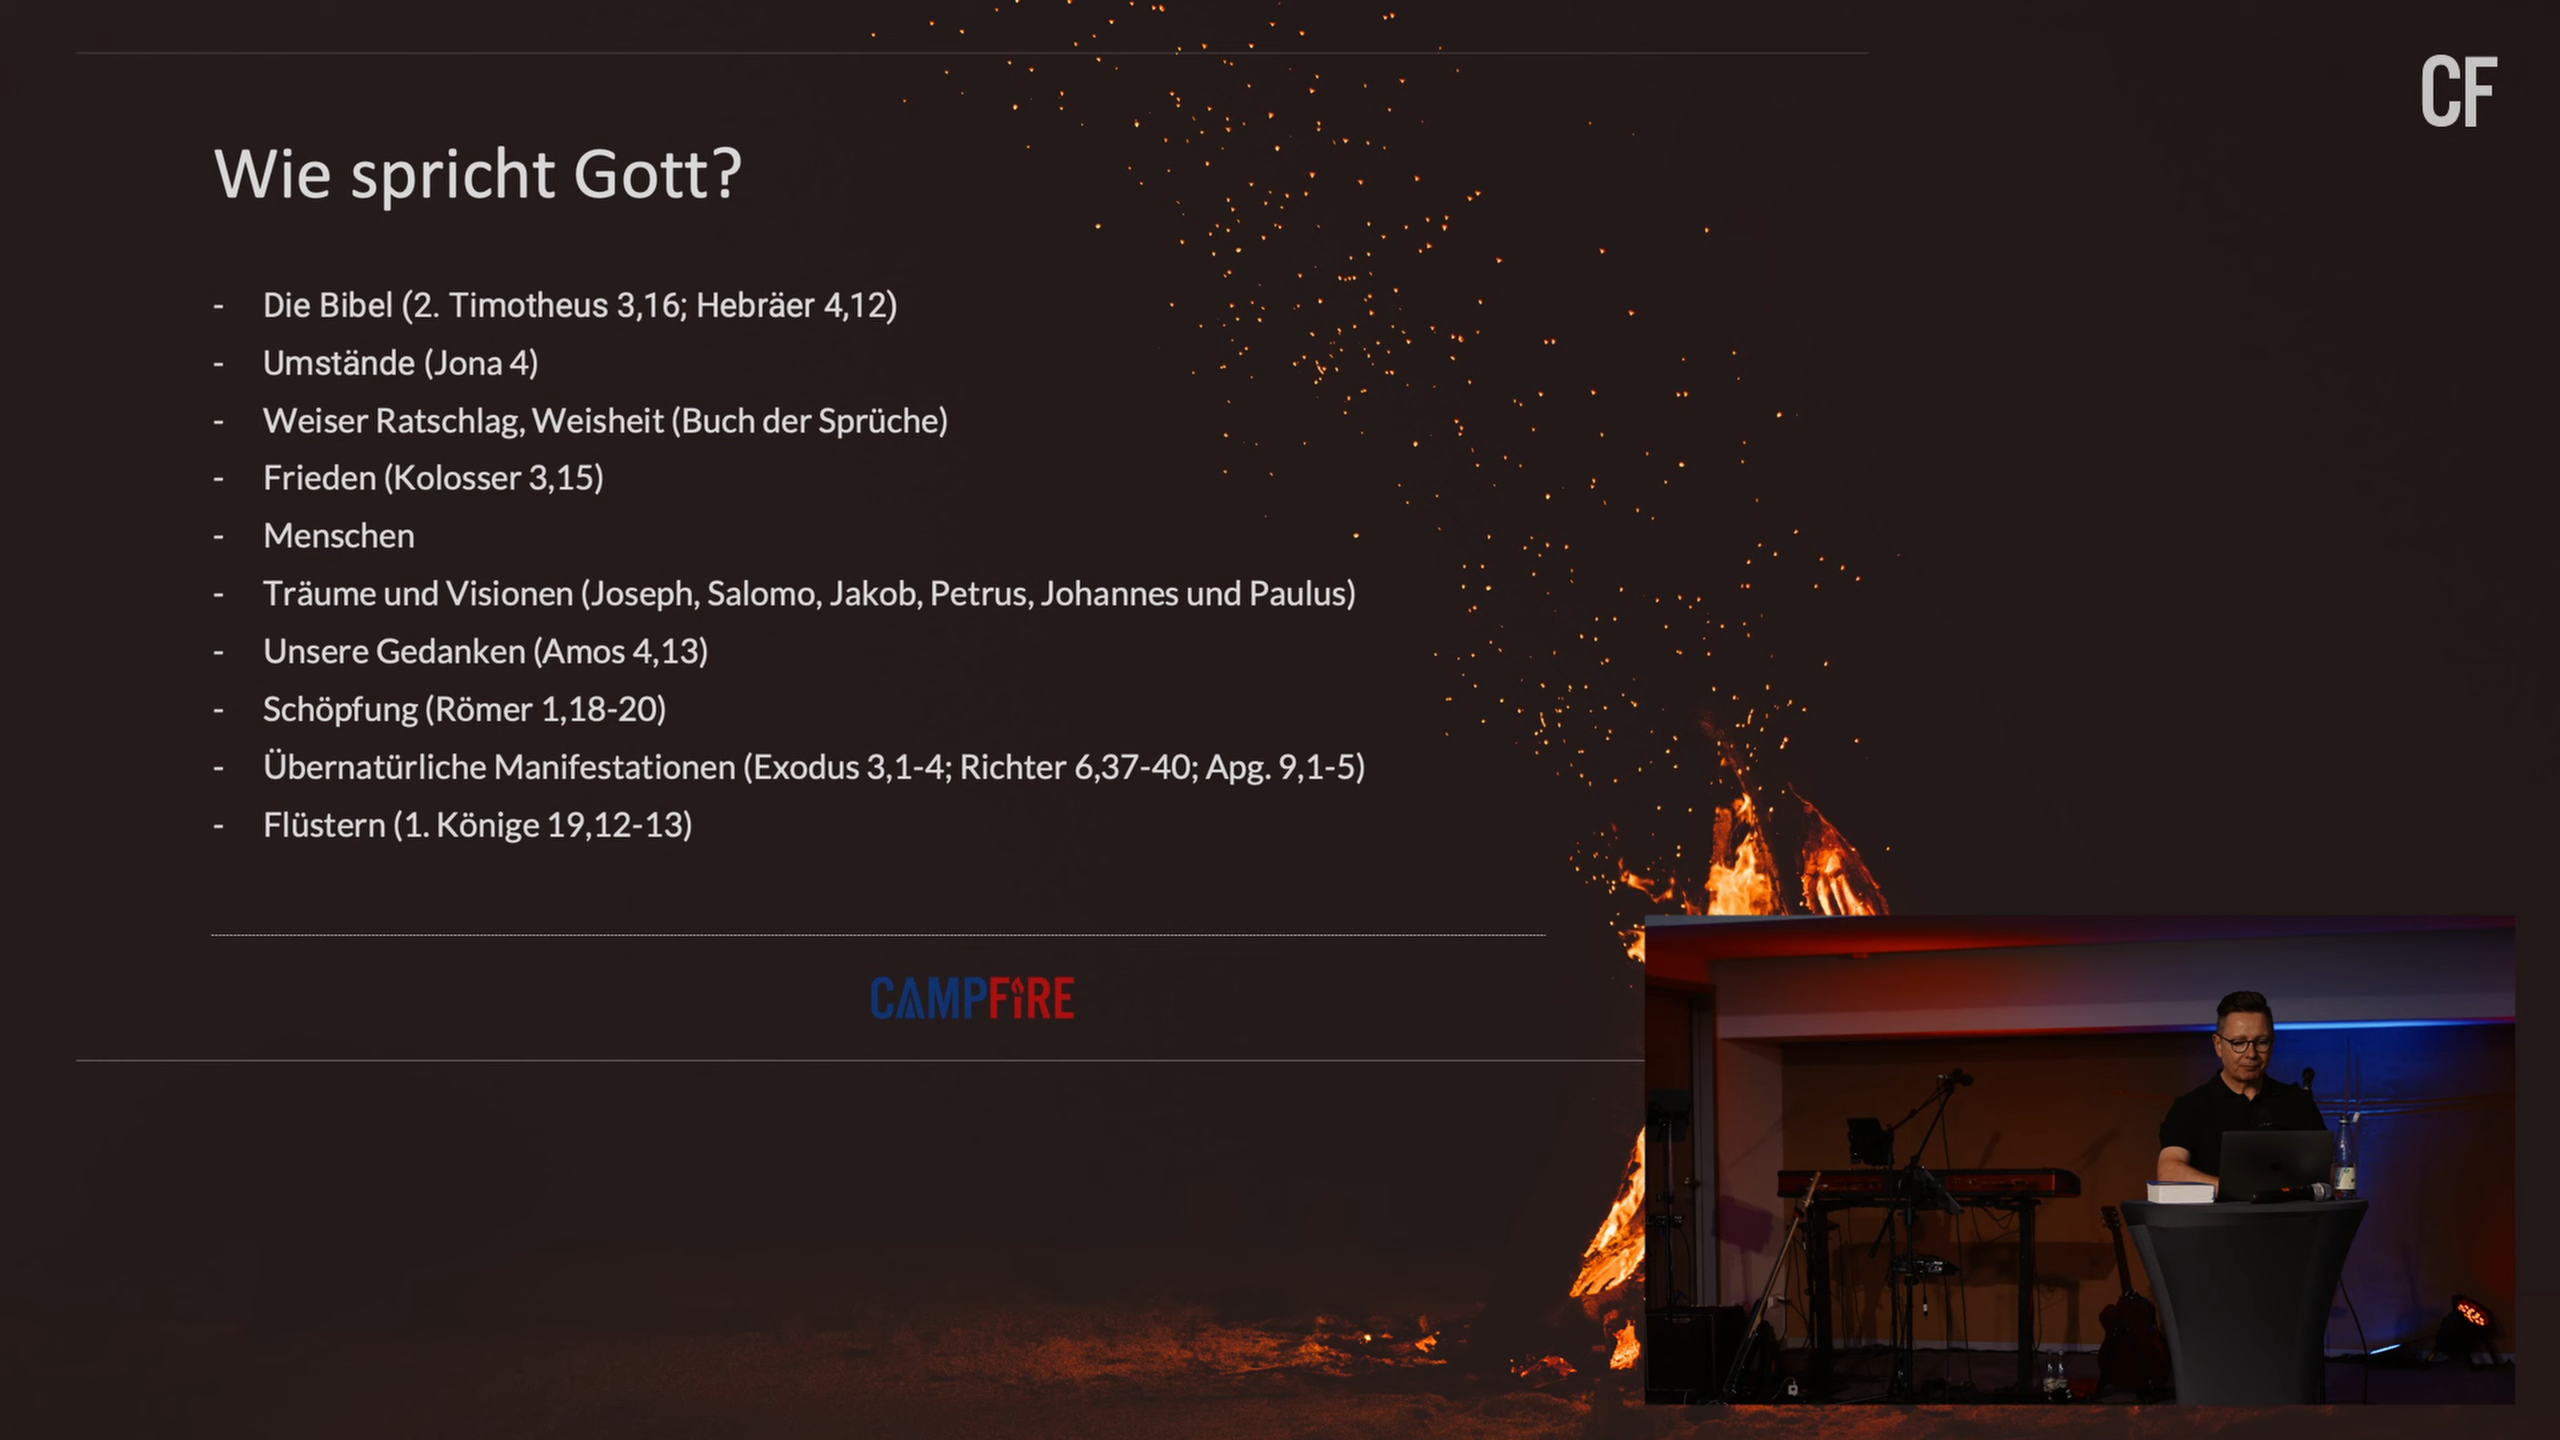 CF
Wie spricht Gott?
- Die Bibel (2. Timotheus 3,16; Hebräer 4,12)
- Umstände (Jona 4)
- Weiser Ratschlag, Weisheit (Buch der Sprüche)
- Frieden (Kolosser 3,15)
- Menschen
- Träume und Visionen (Joseph, Salomo, Jakob, Petrus, Johannes und Paulus)
- Unsere Gedanken (Amos 4,13)
- Schöpfung (Römer 1,18-20)
- Übernatürliche Manifestationen (Exodus 3,1-4; Richter 6,37-40; Apg. 9,1-5)
- Flüstern (1. Könige 19,12-13)
CAMPFiRE